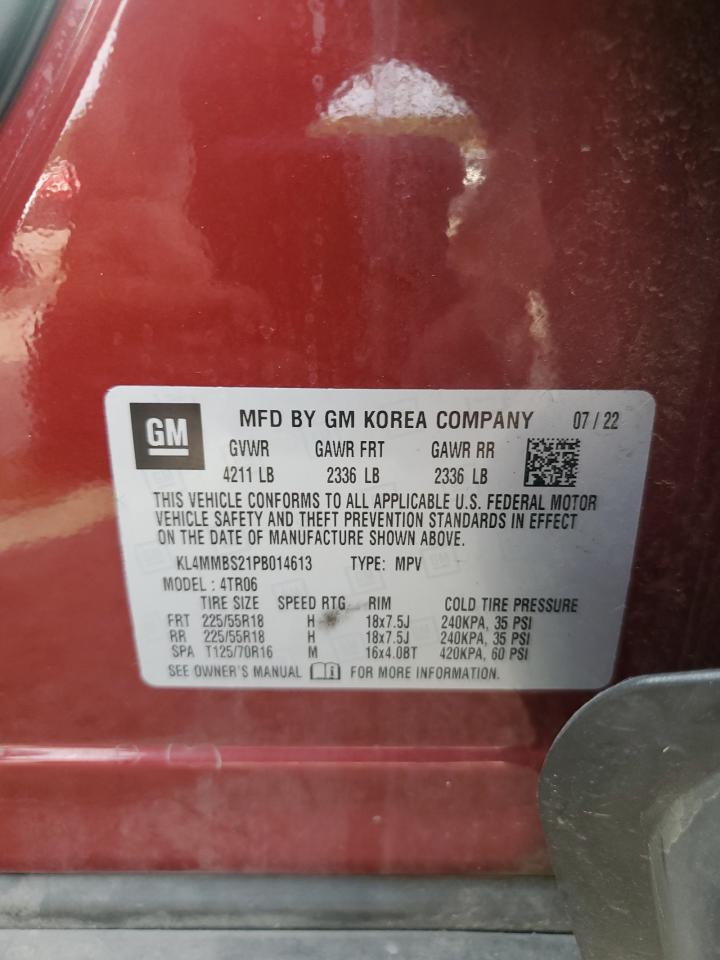 GM MFD BY GM KOREA COMPANY 07 / 22
GVWR GAWR FRT GAWR RR
4211 LB 2336 LB 2336 LB
THIS VEHICLE CONFORMS TO ALL APPLICABLE U.S. FEDERAL MOTOR
VEHICLE SAFETY AND THEFT PREVENTION STANDARDS IN EFFECT
ON THE DATE OF MANUFACTURE SHOWN ABOVE.
KL4MMBS21PB014613 TYPE: MPV
MODEL : 4TR06
TIRE SIZE SPEED RTG RIM COLD TIRE PRESSURE
FRT 225/55R18 H 18x7.5J 240KPA, 35 PSI
RR 225/55R18 H 18x7.5J 240KPA, 35 PSI
SPA T125/70R16 M 16x4.0BT 420KPA, 60 PSI
SEE OWNER'S MANUAL FOR MORE INFORMATION.